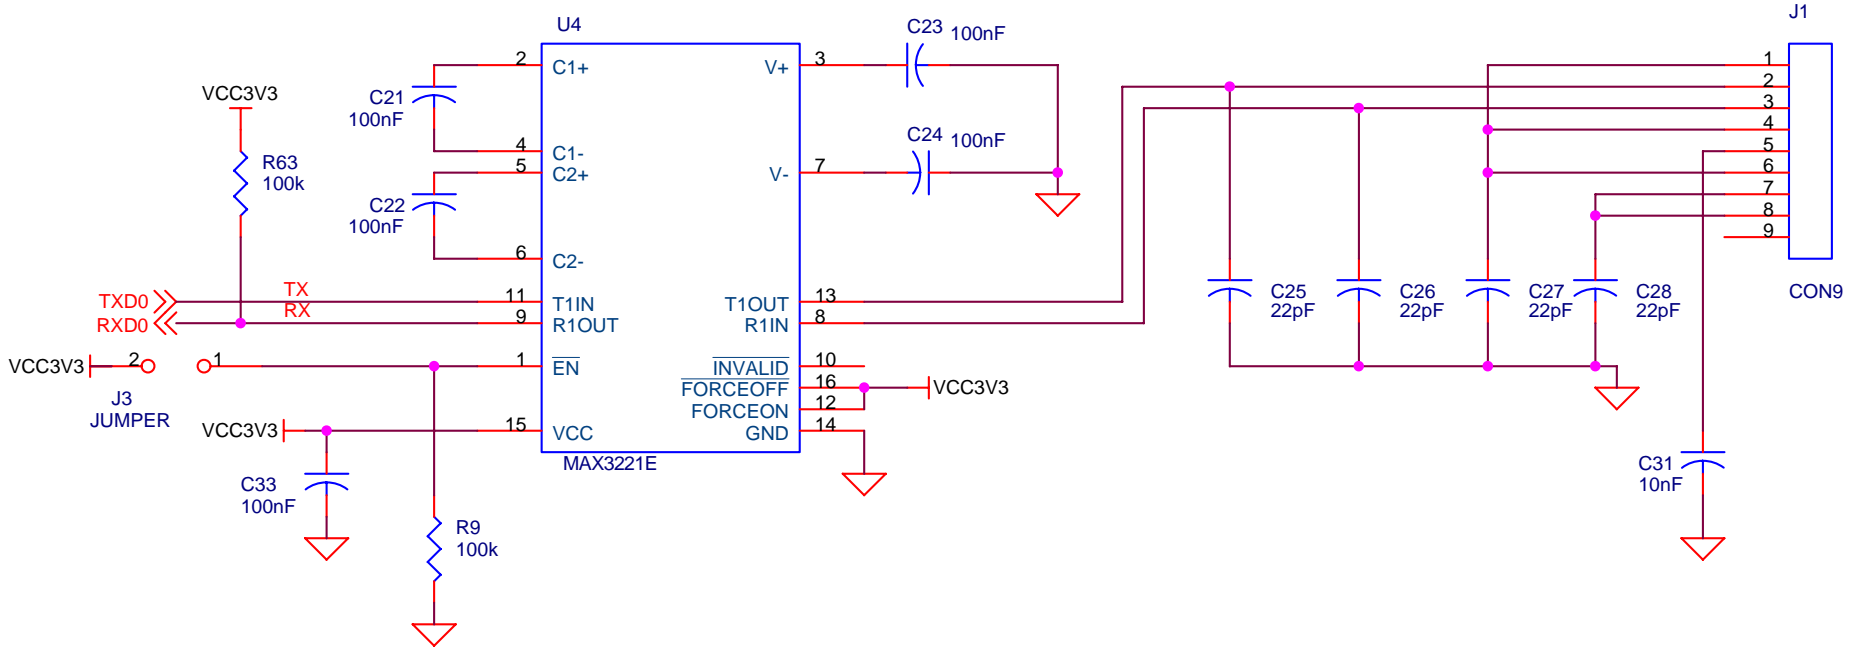 U4
C23 100nF
J1
2 C1+
V+ 3
1
VCC3V3
C21
100nF
2
3
4 C1-
C24 100nF
4
R63
100k
5 C2+
V- 7
5
6
C22
100nF
7
8
9
6 C2-
TXD0 TX 11 T1IN
T1OUT 13
C25
22pF
C26
22pF
C27
22pF
C28
22pF
CON9
RXD0 RX 9 R1OUT
R1IN 8
VCC3V3 2 1
1 EN
INVALID 10
FORCEOFF 16 VCC3V3
J3
JUMPER
FORCEON 12
VCC3V3 15 VCC
GND 14
MAX3221E
C31
10nF
C33
100nF
R9
100k